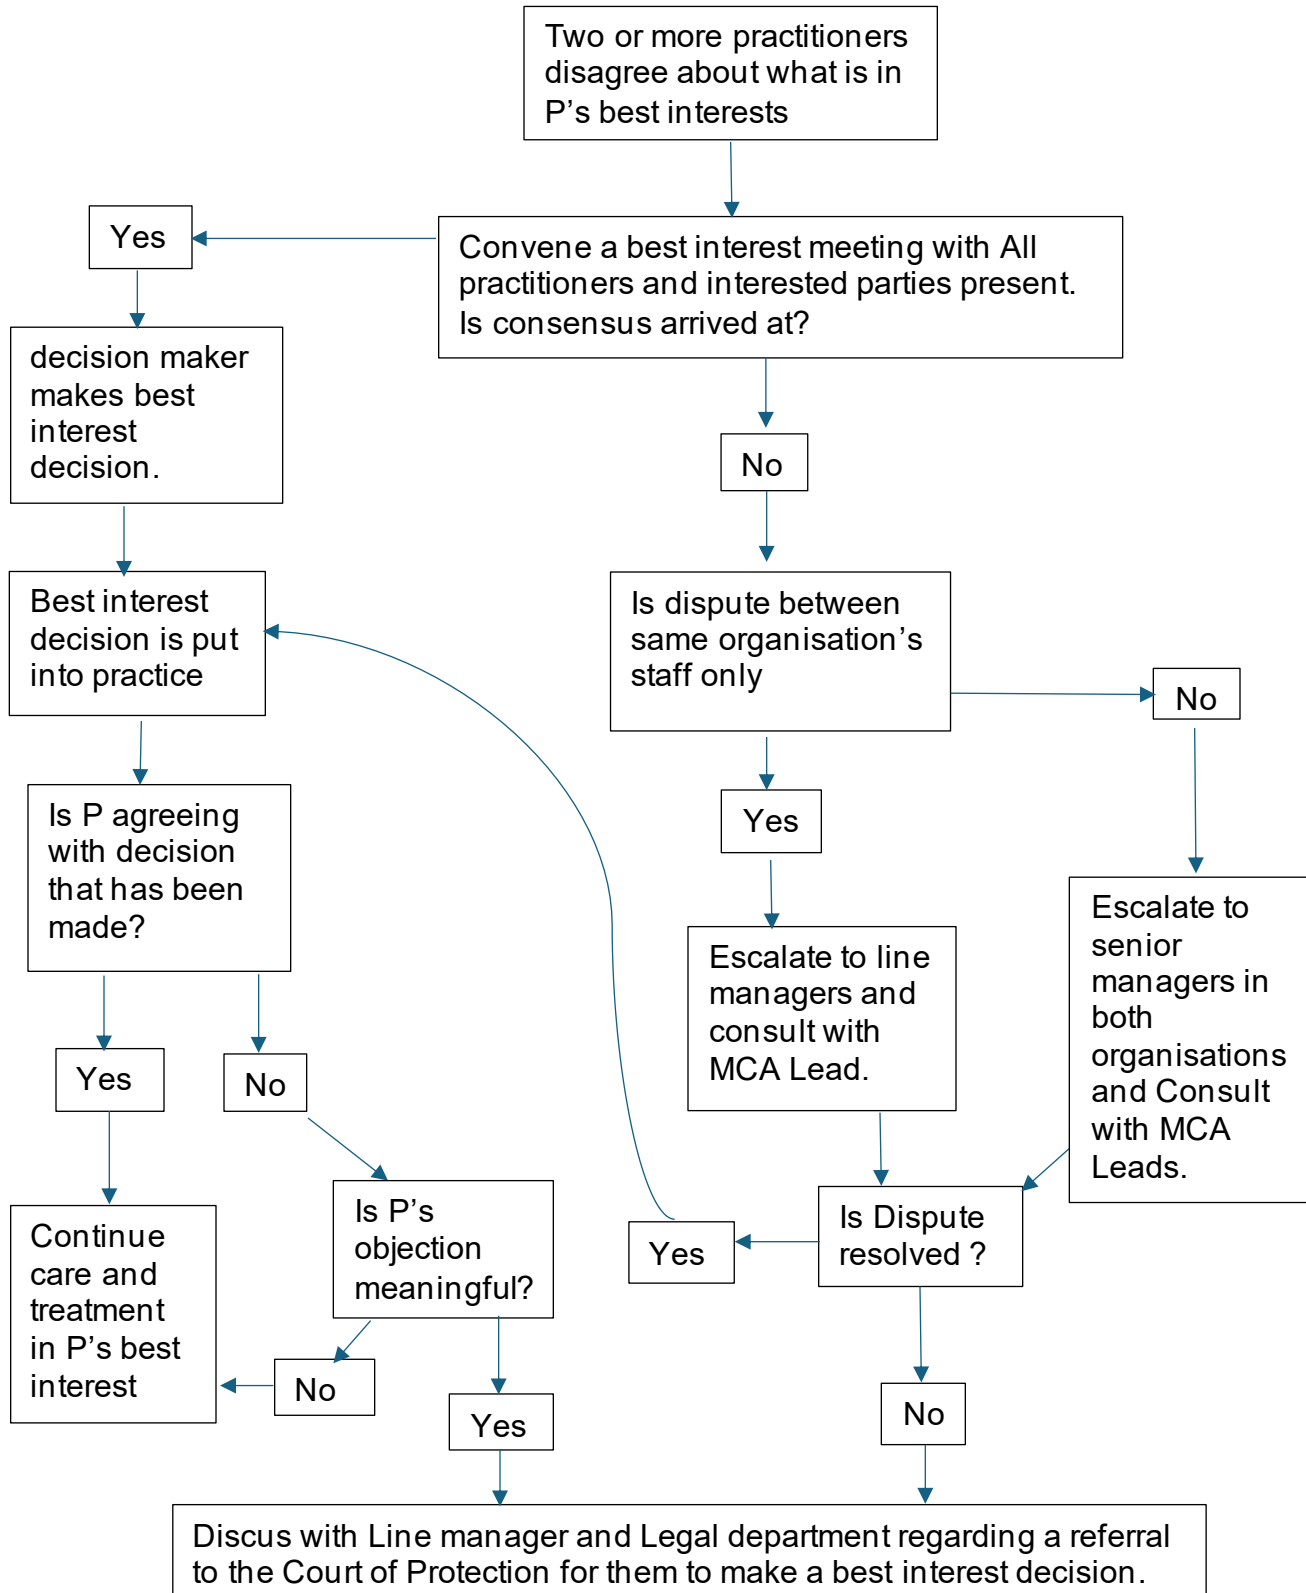 Two or more practitioners
disagree about what is in
P’s best interests
Yes
Convene a best interest meeting with All
practitioners and interested parties present.
Is consensus arrived at?
decision maker
makes best
interest
decision.
No
Best interest
decision is put
into practice
Is dispute between
same organisation’s
staff only
No
Is P agreeing
with decision
that has been
made?
Yes
Escalate to line
managers and
consult with
MCA Lead.
Escalate to
senior
managers in
both
organisations
and Consult
with MCA
Leads.
Yes
No
Is P’s
objection
meaningful?
Yes
Is Dispute
resolved ?
Continue
care and
treatment
in P’s best
interest
No
Yes
No
Discus with Line manager and Legal department regarding a referral
to the Court of Protection for them to make a best interest decision.